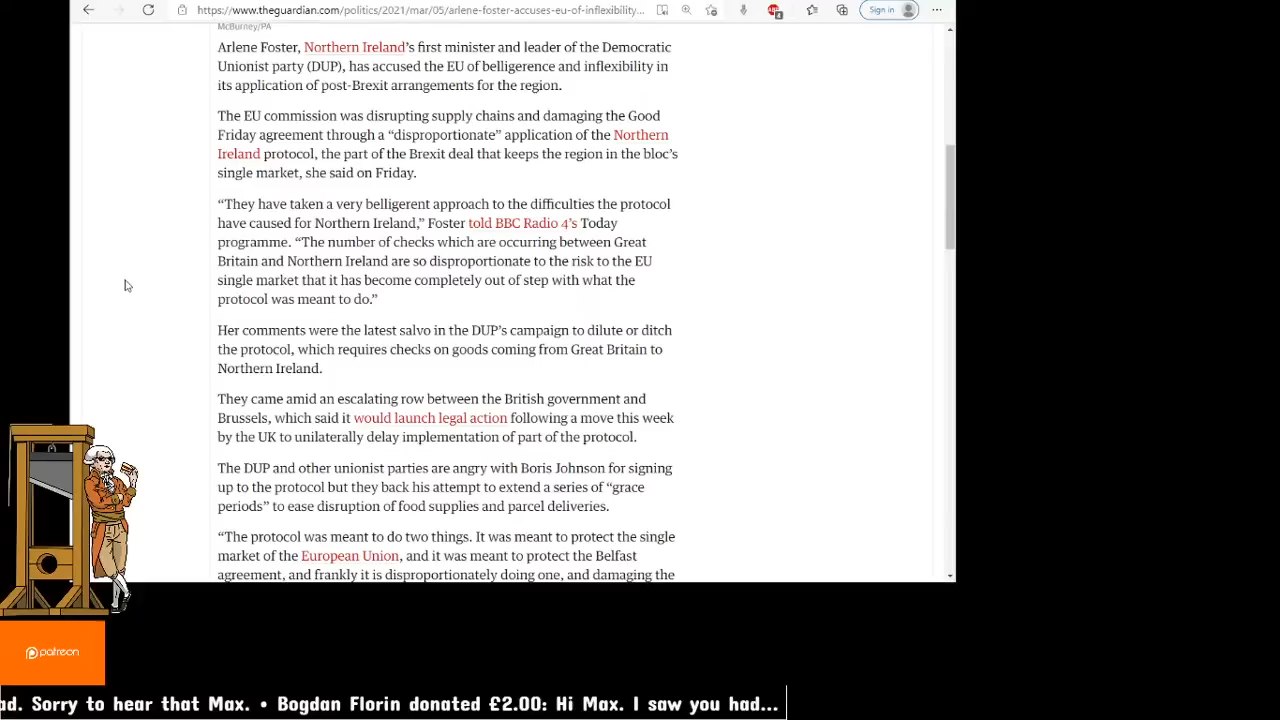 https://www.theguardian.com/politics/2021/mar/05/arlene-foster-accuses-eu-of-inflexibility...
Sign in
McBurney/PA
Arlene Foster, Northern Ireland's first minister and leader of the Democratic
Unionist party (DUP), has accused the EU of belligerence and inflexibility in
its application of post-Brexit arrangements for the region.
The EU commission was disrupting supply chains and damaging the Good
Friday agreement through a “disproportionate” application of the Northern
Ireland protocol, the part of the Brexit deal that keeps the region in the bloc's
single market, she said on Friday.
“They have taken a very belligerent approach to the difficulties the protocol
have caused for Northern Ireland,” Foster told BBC Radio 4's Today
programme. “The number of checks which are occurring between Great
Britain and Northern Ireland are so disproportionate to the risk to the EU
single market that it has become completely out of step with what the
protocol was meant to do.”
Her comments were the latest salvo in the DUP's campaign to dilute or ditch
the protocol, which requires checks on goods coming from Great Britain to
Northern Ireland.
They came amid an escalating row between the British government and
Brussels, which said it would launch legal action following a move this week
by the UK to unilaterally delay implementation of part of the protocol.
The DUP and other unionist parties are angry with Boris Johnson for signing
up to the protocol but they back his attempt to extend a series of “grace
periods” to ease disruption of food supplies and parcel deliveries.
“The protocol was meant to do two things. It was meant to protect the single
market of the European Union, and it was meant to protect the Belfast
agreement, and frankly it is disproportionately doing one, and damaging the
patreon
ad. Sorry to hear that Max. • Bogdan Florin donated £2.00: Hi Max. I saw you had...